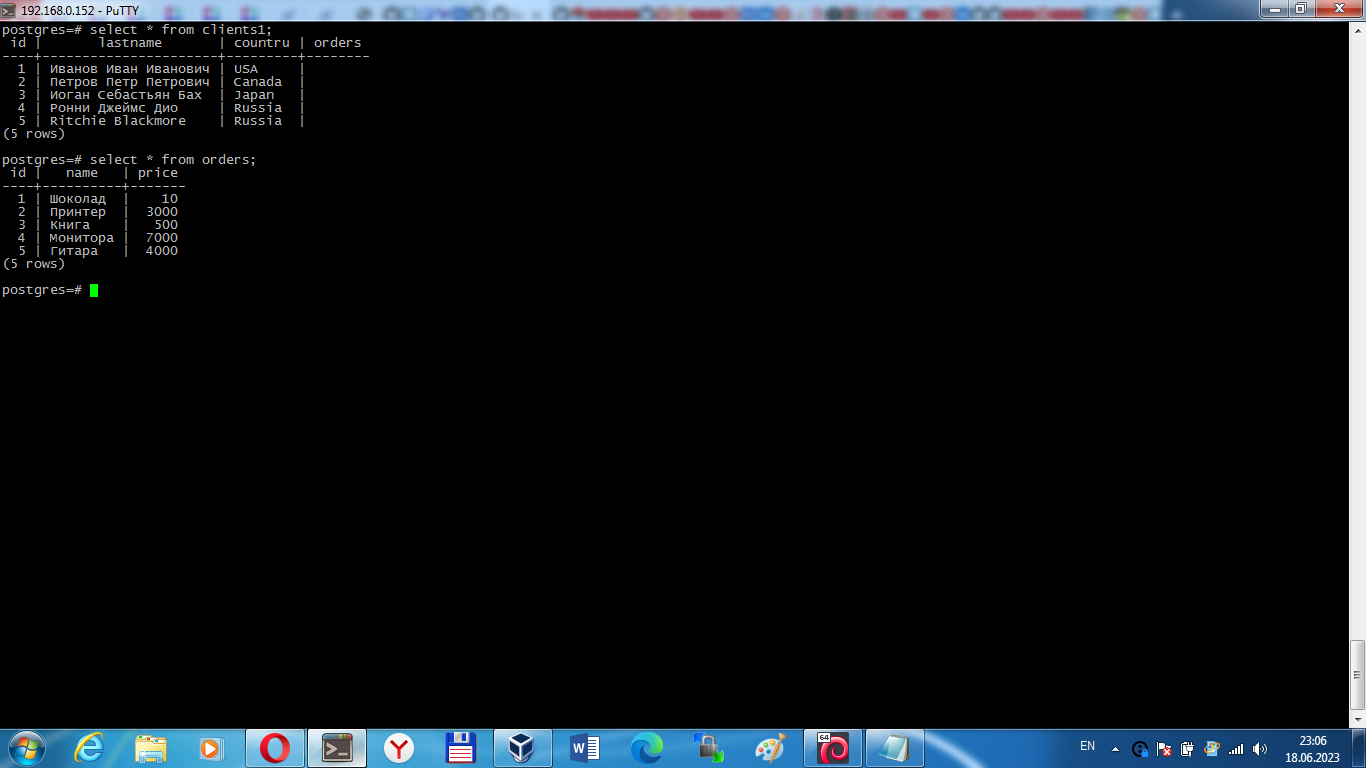 192.168.0.152 - PuTTY
postgres=# select * from clients1;
 id |       lastname       | countru | orders
----+----------------------+---------+--------
  1 | Иванов Иван Иванович | USA     |
  2 | Петров Петр Петрович | Canada  |
  3 | Иоган Себастьян Бах  | Japan   |
  4 | Ронни Джеймс Дио     | Russia  |
  5 | Ritchie Blackmore    | Russia  |
(5 rows)
postgres=# select * from orders;
 id |   name   | price
----+----------+-------
  1 | Шоколад  |    10
  2 | Принтер  |  3000
  3 | Книга    |   500
  4 | Монитора |  7000
  5 | Гитара   |  4000
(5 rows)
postgres=#
64
EN
23:06
18.06.2023